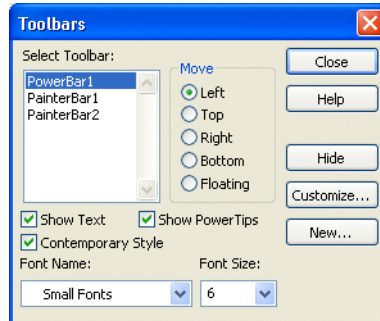 Toolbars
Select Toolbar:
PowerBar1
PainterBar1
PainterBar2
Move
Left
Top
Right
Bottom
Floating
Close
Help
Hide
Customize...
New...
Show Text
Show PowerTips
Contemporary Style
Font Name:
Font Size:
Small Fonts
6